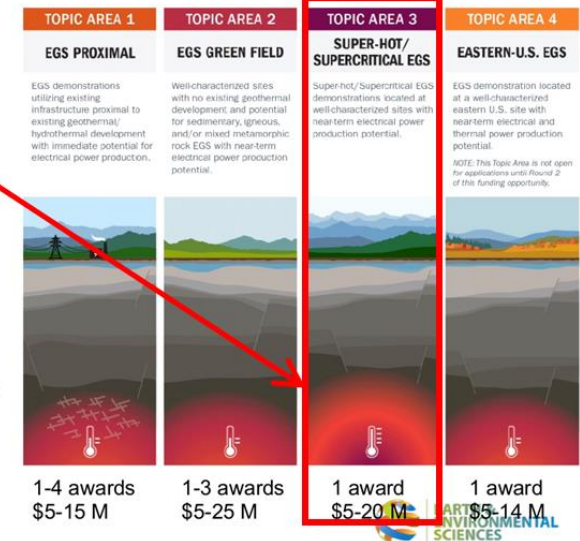 TOPIC AREA 1
EGS PROXIMAL
EGS demonstrations
utilizing existing
infrastructure proximal to
existing geothermal/
hydrothermal development
with immediate potential for
electrical power production.
1-4 awards
$5-15 M
TOPIC AREA 2
EGS GREEN FIELD
Well-characterized sites
with no existing geothermal
development and potential
for sedimentary, igneous,
and/or mixed metamorphic
rock EGS with near-term
electrical power production
potential.
1-3 awards
$5-25 M
TOPIC AREA 3
SUPER-HOT/
SUPERCRITICAL EGS
Super-hot/Supercritical EGS
demonstrations located at
well-characterized sites with
near-term electrical power
production potential.
1 award
$5-20 M
TOPIC AREA 4
EASTERN-U.S. EGS
EGS demonstration located
at a well-characterized
eastern U.S. site with
near-term electrical and
thermal power production
potential.
NOTE: This Topic Area is not open
for applications until Round 2
of this funding opportunity.
1 award
$5-14 M
ENVIRONMENTAL
SCIENCES